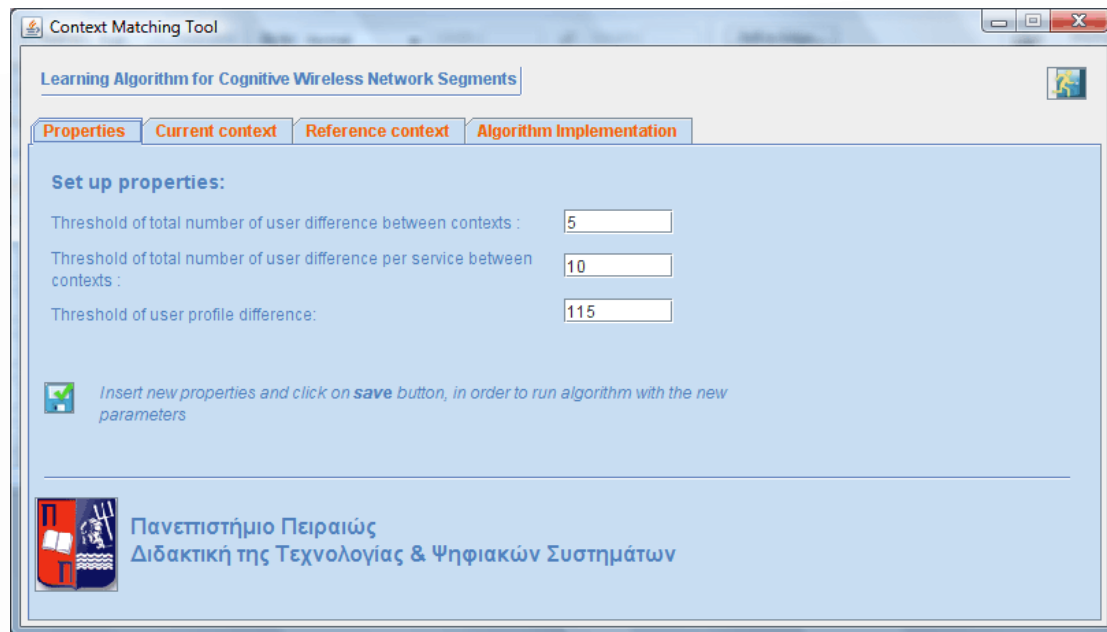 Context Matching Tool
Learning Algorithm for Cognitive Wireless Network Segments
Properties Current context Reference context Algorithm Implementation
Set up properties:
Threshold of total number of user difference between contexts : 5
Threshold of total number of user difference per service between
contexts : 10
Threshold of user profile difference: 115
Insert new properties and click on save button, in order to run algorithm with the new
parameters
Πανεπιστήμιο Πειραιώς
Διδακτική της Τεχνολογίας & Ψηφιακών Συστημάτων